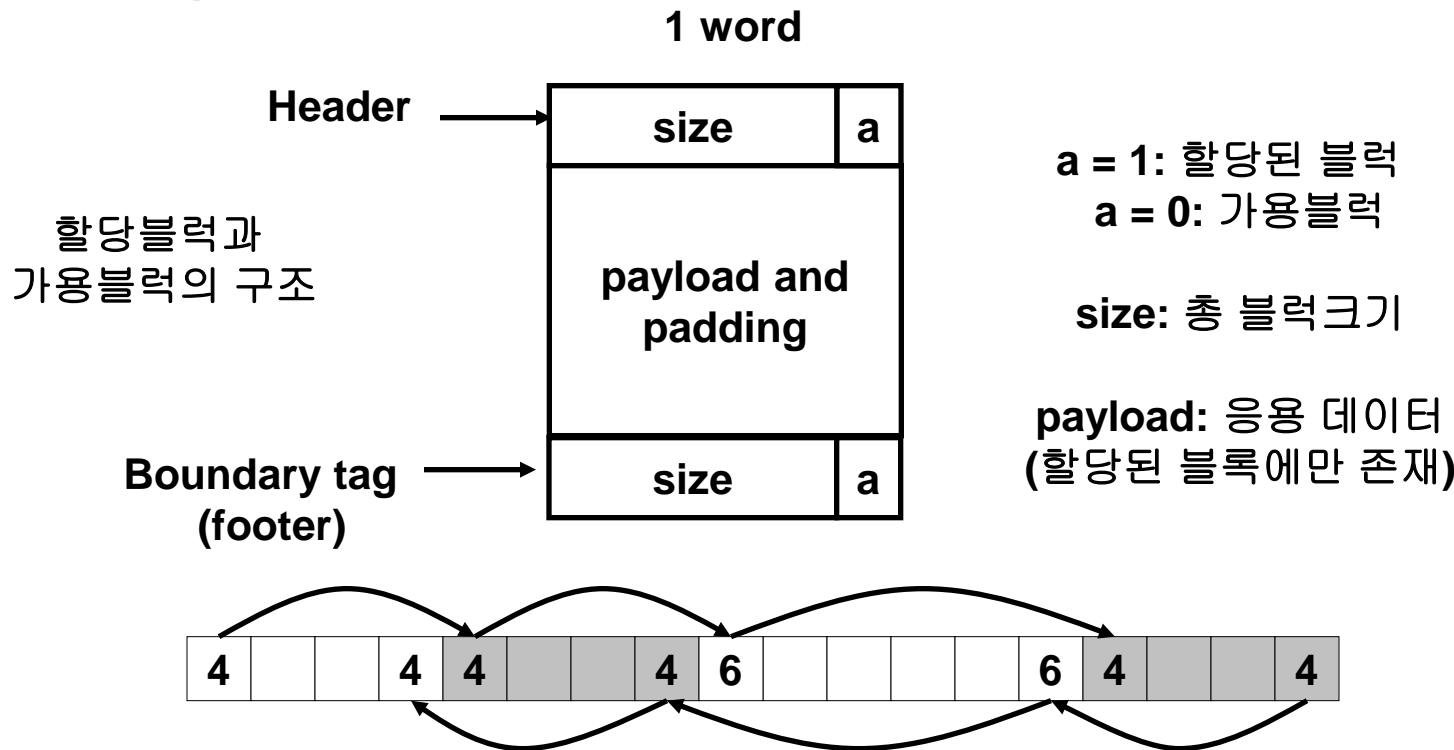 1 word
Header
size a
a = 1: 할당된 블럭
a = 0: 가용블럭
할당블럭과
가용블럭의 구조
payload and
padding
size: 총 블럭크기
payload: 응용 데이터
(할당된 블록에만 존재)
Boundary tag
(footer)
size a
4 4 4 4 6 6 4 4